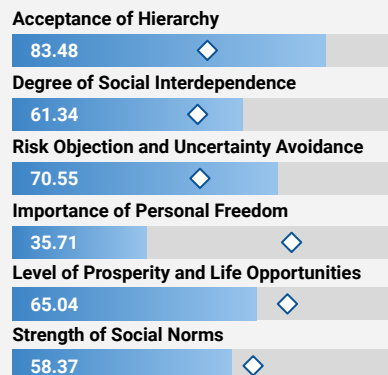 Acceptance of Hierarchy
83.48
Degree of Social Interdependence
61.34
Risk Objection and Uncertainty Avoidance
70.55
Importance of Personal Freedom
35.71
Level of Prosperity and Life Opportunities
65.04
Strength of Social Norms
58.37